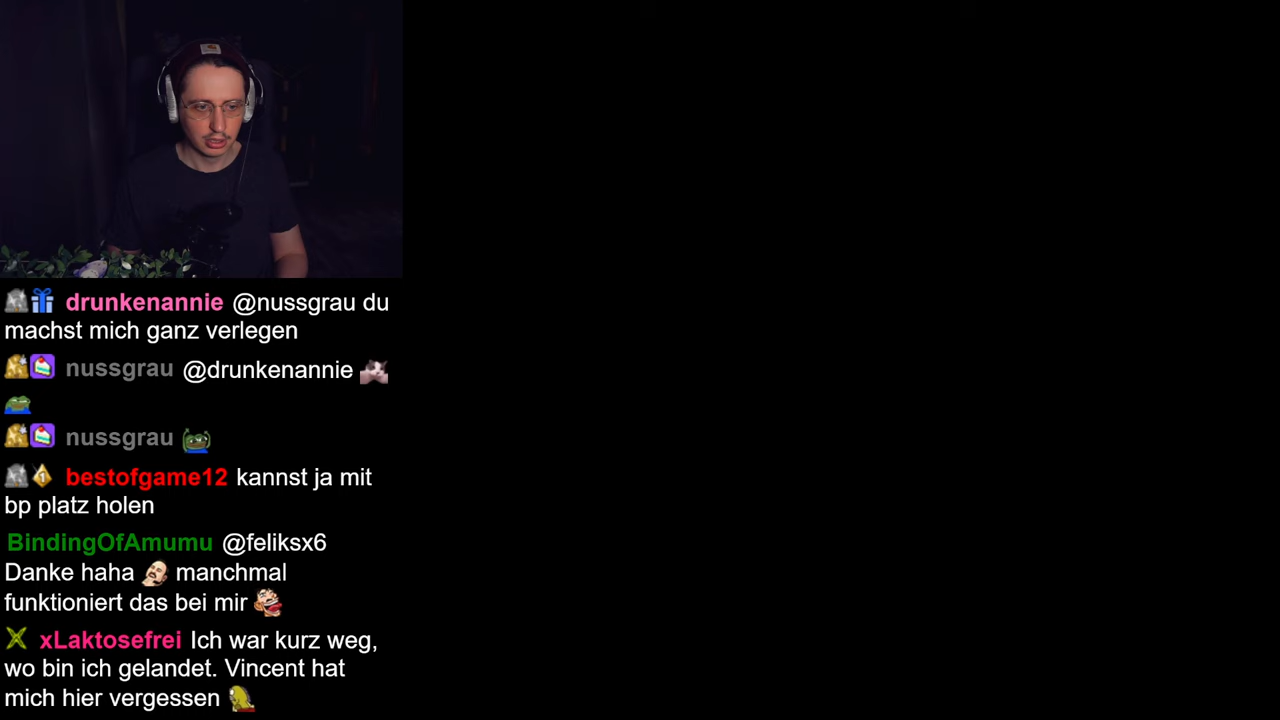 drunkenannie @nussgrau du
machst mich ganz verlegen
nussgrau @drunkenannie
nussgrau
bestofgame12 kannst ja mit
bp platz holen
BindingOfAmumu @feliksx6
Danke haha manchmal
funktioniert das bei mir
xLaktosefrei Ich war kurz weg,
wo bin ich gelandet. Vincent hat
mich hier vergessen